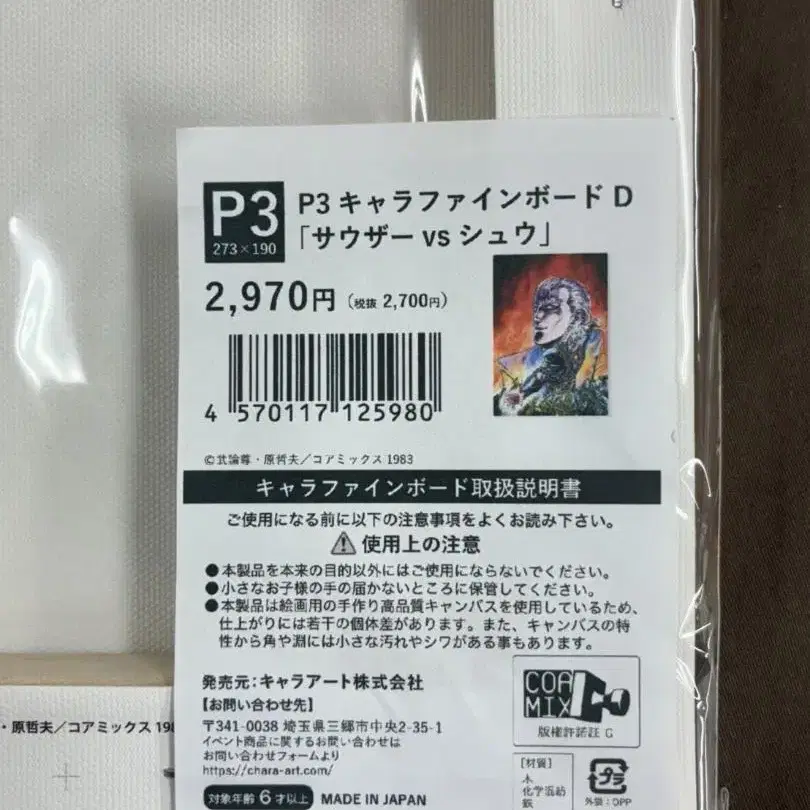 P3
273×190
P3 キャラファインボード D
「サウザー vs シュウ」
2,970円（税抜 2,700円）
4 570117 125980
©武論尊・原哲夫／コアミックス 1983
キャラファインボード取扱説明書
ご使用になる前に以下の注意事項をよくお読み下さい。
使用上の注意
●本製品を本来の目的以外にはご使用にならないでください。
●小さなお子様の手の届かないところに保管してください。
●本製品は絵画用の手作り高品質キャンバスを使用しているため、
仕上がりには若干の個体差があります。また、キャンバスの特
性から角や淵には小さな汚れやシワがある事もあります。
発売元：キャラアート株式会社
【お問い合わせ先】
〒341-0038 埼玉県三郷市中央2-35-1
イベント商品に関するお問い合わせは
お問い合わせフォームより
https://chara-art.com/
対象年齢 6才以上 MADE IN JAPAN
COA
MIX
版権許諾証 G
［材質］
木
化学混紡
鉄
プラ
外袋：OPP
・原哲夫／コアミックス 198